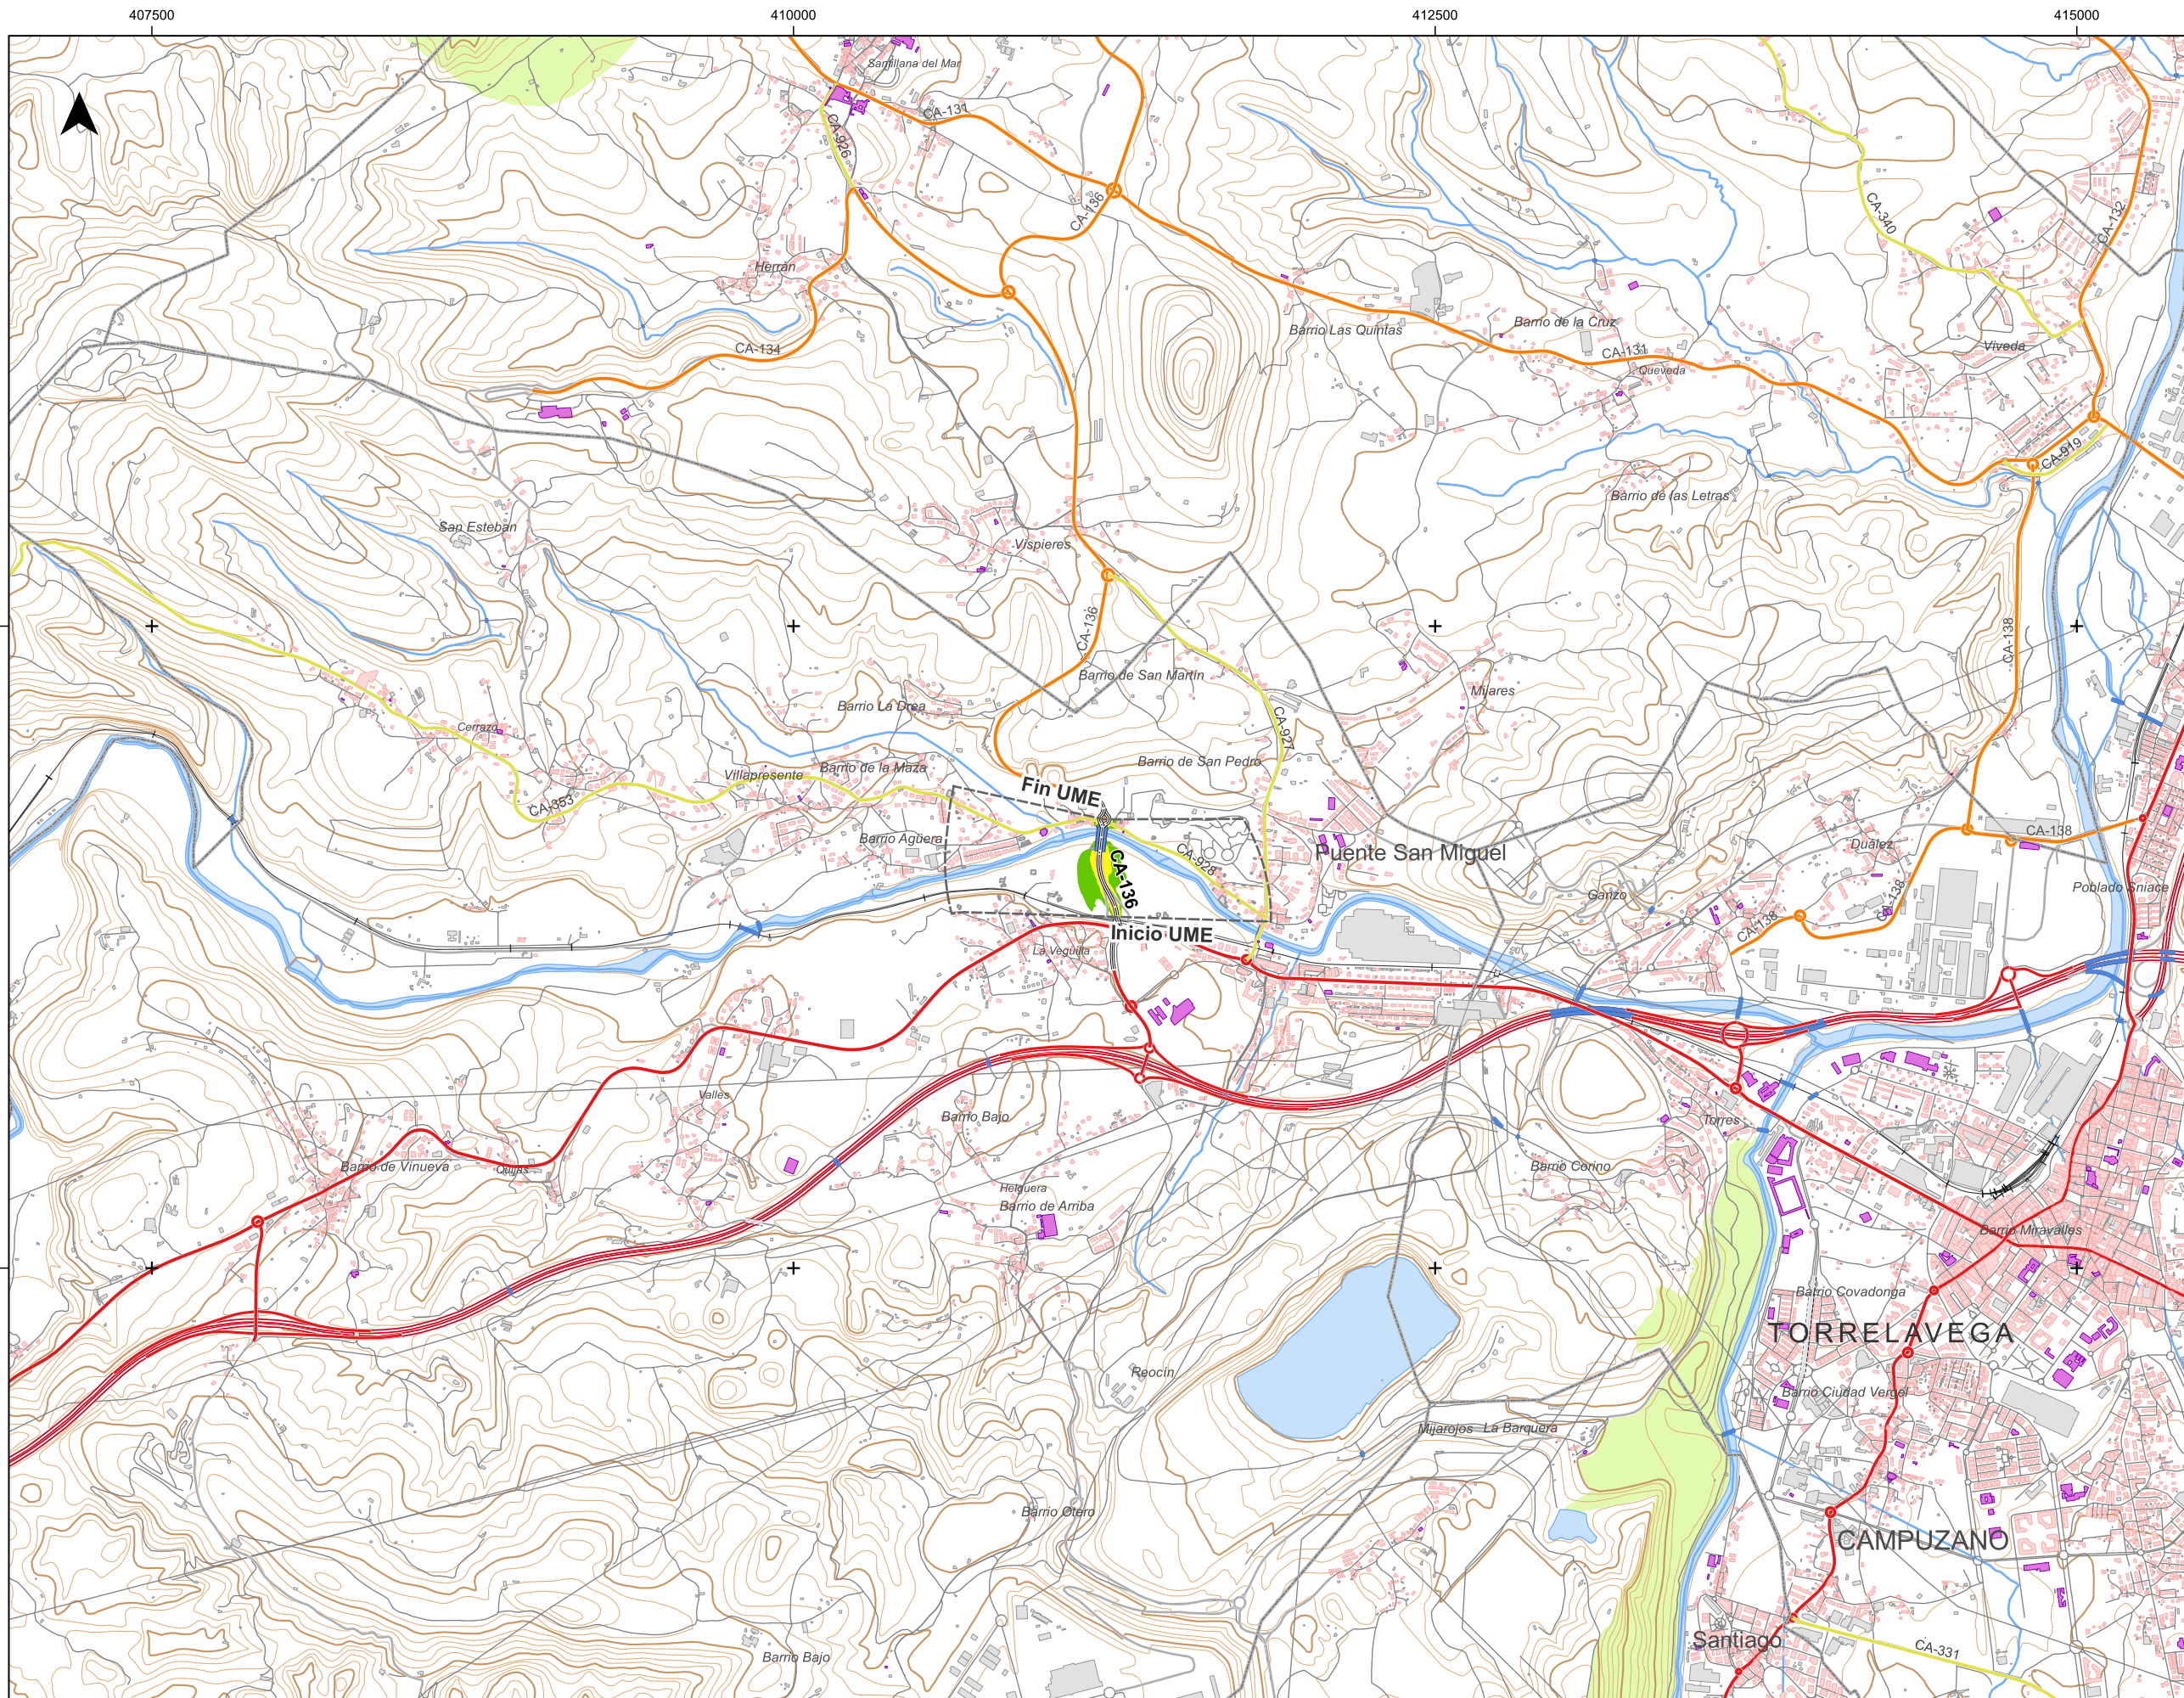 407500
410000
412500
415000
Santillana del Mar
CA-131
CA-926
CA-136
CA-340
CA-132
Herrán
Barrio Las Quintas
Barrio de la Cruz
CA-134
CA-131
Viveda
Queveda
CA-919
Barrio de las Letras
San Esteban
Vispieres
CA-136
CA-138
Barrio de San Martín
Mijares
Barrio La Drea
Cerrazo
CA-927
Barrio de San Pedro
Barrio de la Maza
Villapresente
Fin UME
CA-353
Barrio Agüera
CA-138
Duález
Puente San Miguel
CA-928
CA-136
Poblado Sniace
Ganzo
CA-138
CA-138
Inicio UME
La Veguilla
Valles
Barrio Bajo
Torres
Barrio de Vinueva
Quijas
Barrio Corino
Helguera
Barrio de Arriba
Barrio Miravalles
Barrio Covadonga
TORRELAVEGA
Reocín
Barrio Ciudad Vergel
Mijarojos
La Barquera
Barrio Otero
CAMPUZANO
Santiago
CA-331
Barrio Bajo